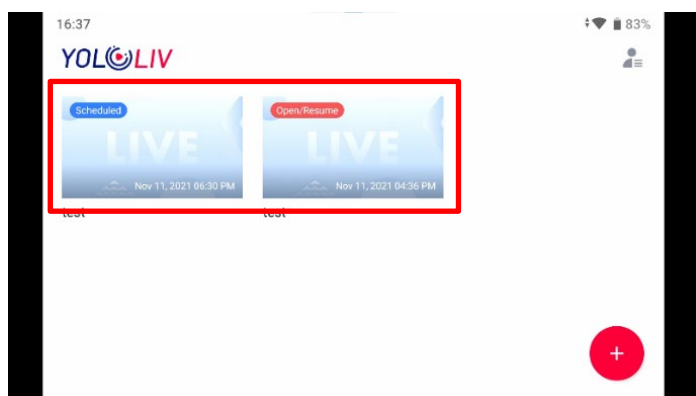 16:37
83%
YOLOLIV
Scheduled
LIVE
Nov 11, 2021 06:30 PM
test
Open/Resume
LIVE
Nov 11, 2021 04:36 PM
test
+